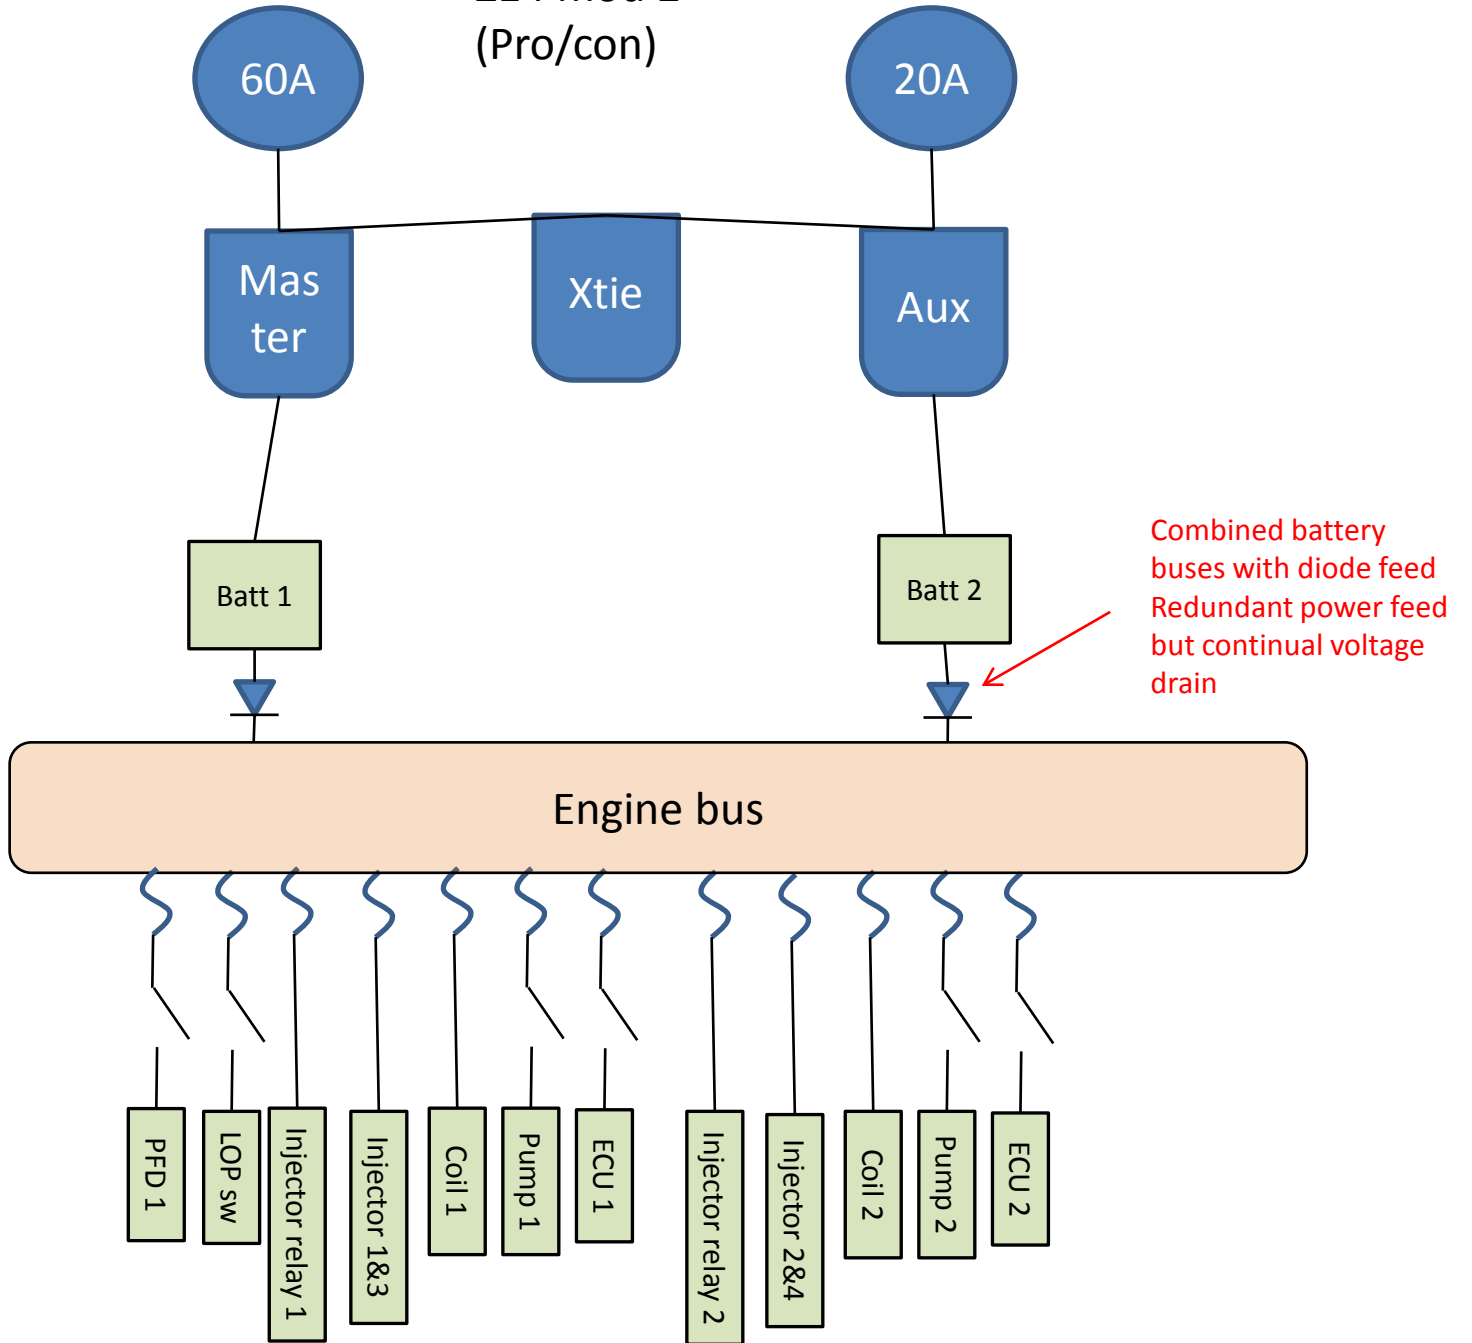 (Pro/con)
60A
20A
Mas
ter
Xtie
Aux
Batt 1
Batt 2
Combined battery
buses with diode feed
Redundant power feed
but continual voltage
drain
Engine bus
PFD 1
LOP sw
Injector relay 1
Injector 1&3
Coil 1
Pump 1
ECU 1
Injector relay 2
Injector 2&4
Coil 2
Pump 2
ECU 2